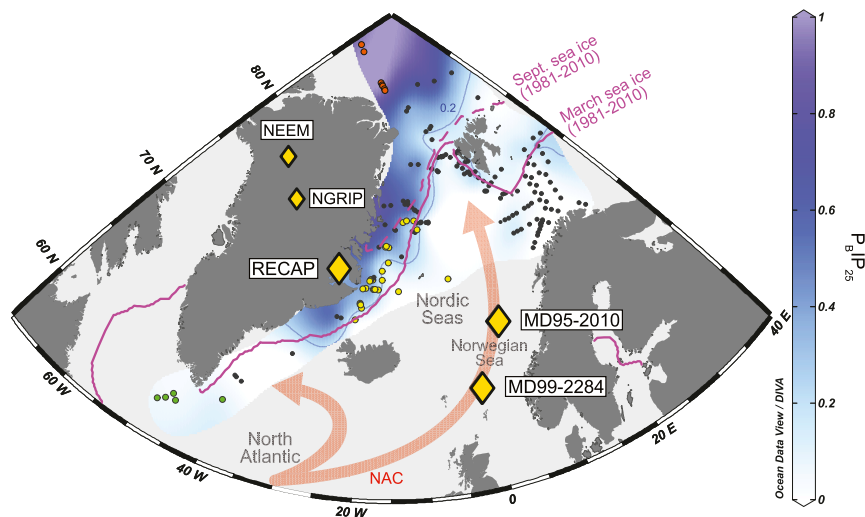 80 N
70 N
60 N
60 W
40 W
20 W
0
20 E
40 E
NEEM
NGRIP
RECAP
0.2
Sept. sea ice
(1981-2010)
March sea ice
(1981-2010)
Nordic
Seas
MD95-2010
Norwegian
Sea
MD99-2284
North
Atlantic
NAC
Ocean Data View / DIVA
1
0.8
0.6
0.4
0.2
0
P_BIP_25